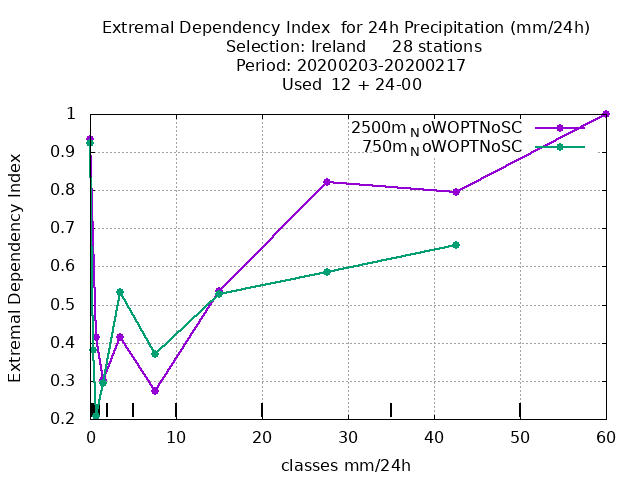 Extremal Dependency Index  for 24h Precipitation (mm/24h)
Selection: Ireland     28 stations
Period: 20200203-20200217
Used  12 + 24-00
2500mNoWOPTNoSC
750mNoWOPTNoSC
Extremal Dependency Index
1
0.9
0.8
0.7
0.6
0.5
0.4
0.3
0.2
0 10 20 30 40 50 60
classes mm/24h